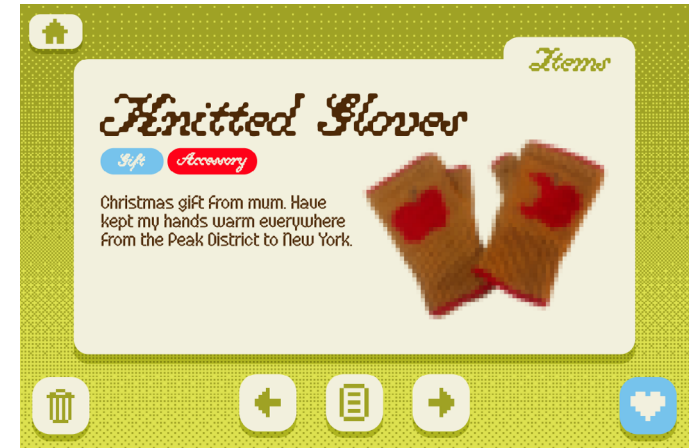 Items
Knitted Gloves
Gift Accessory
Christmas gift from mum. Have
kept my hands warm everywhere
from the Peak District to New York.